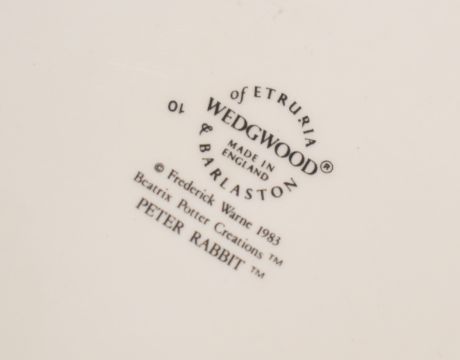 of ETRURIA
WEDGWOOD®
MADE IN
ENGLAND
& BARLASTON
10
© Frederick Warne 1983
Beatrix Potter Creations ™
PETER RABBIT ™